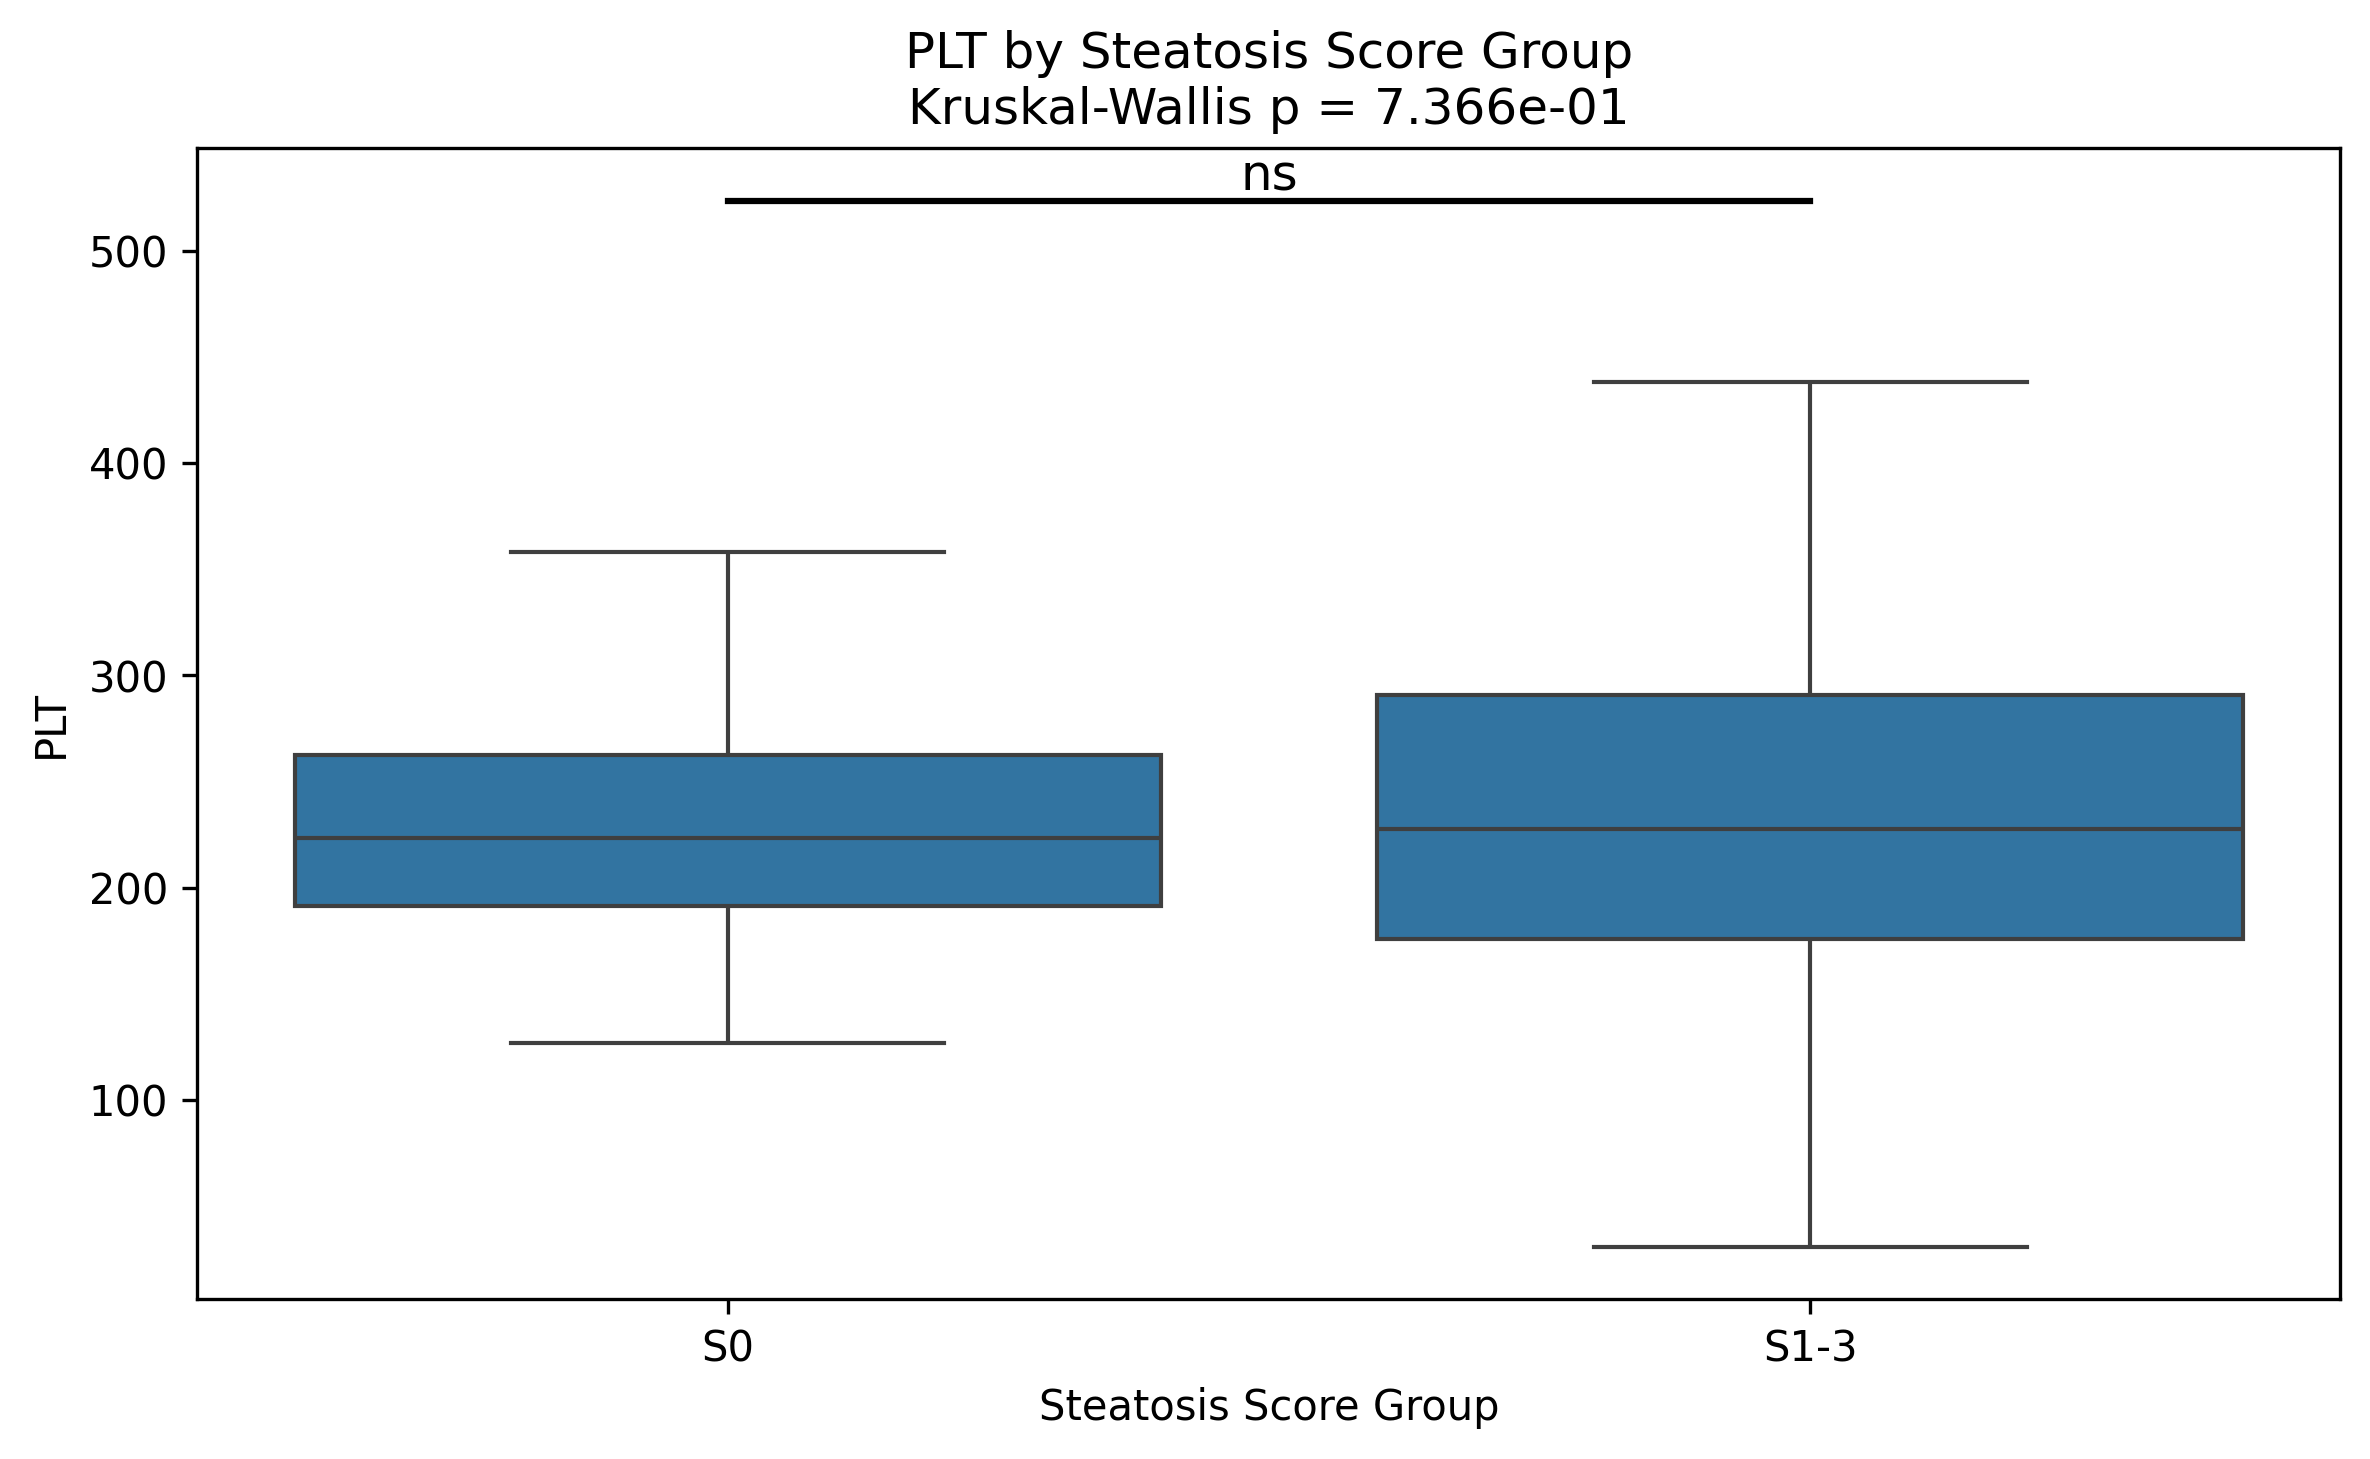 PLT by Steatosis Score Group
Kruskal-Wallis p = 7.366e-01
ns
500
400
300
200
100
PLT
S0
S1-3
Steatosis Score Group